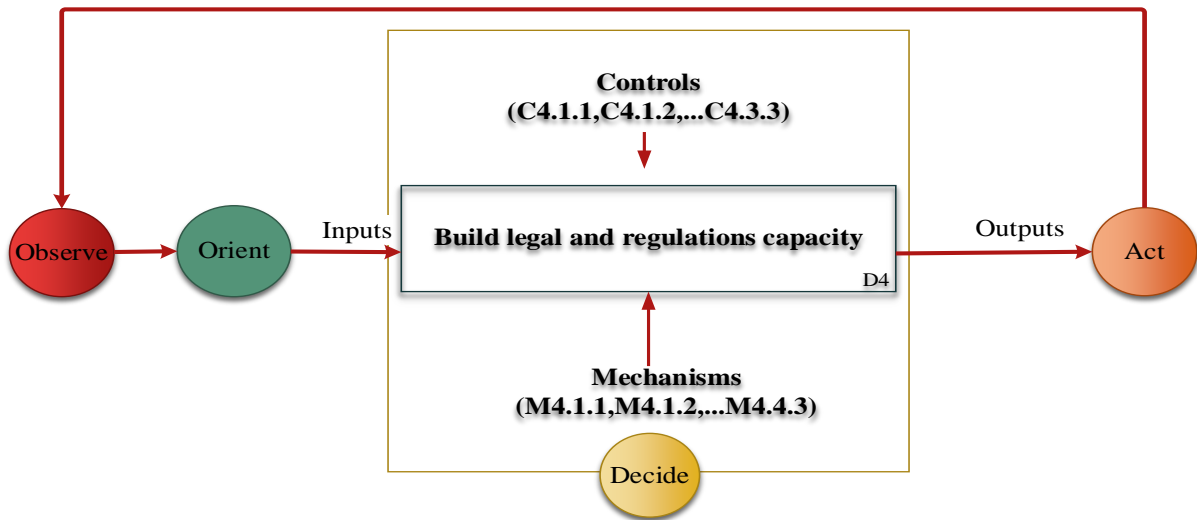 Controls
(C4.1.1,C4.1.2,...C4.3.3)
Observe
Orient
Inputs
Build legal and regulations capacity
D4
Outputs
Act
Mechanisms
(M4.1.1,M4.1.2,...M4.4.3)
Decide